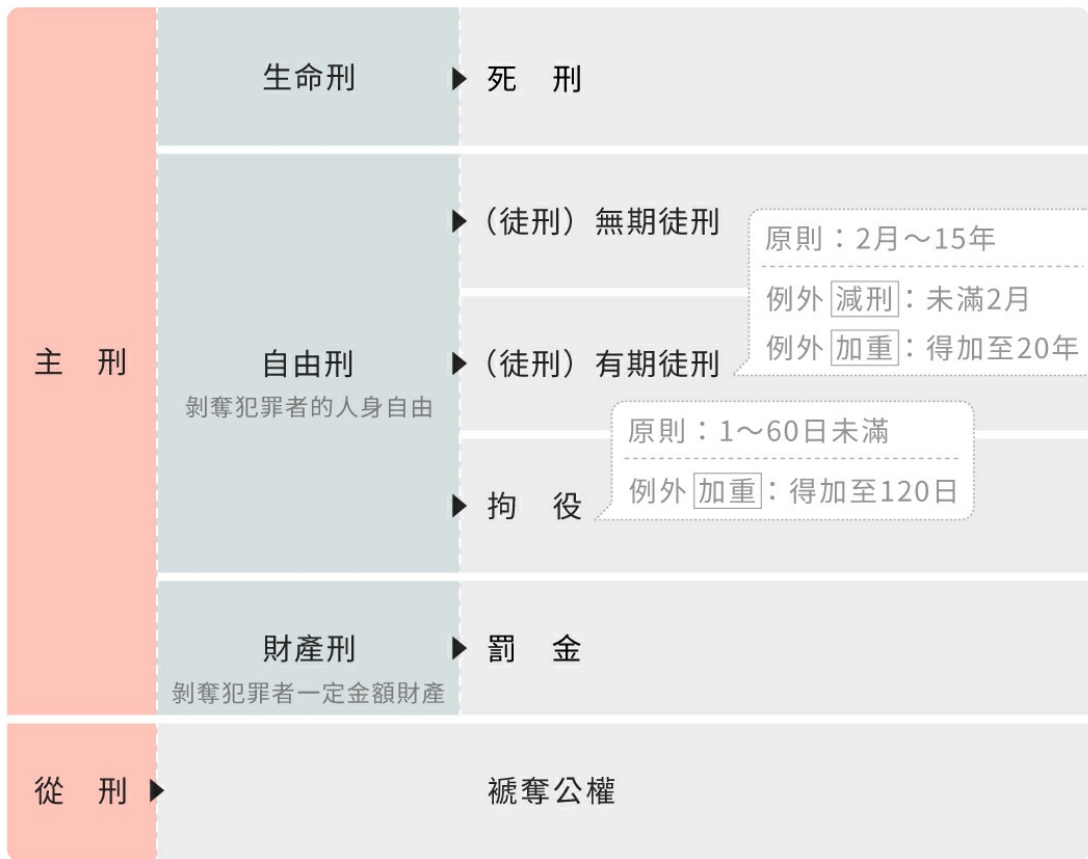 主 刑
生命刑
▶ 死 刑
自由刑
剝奪犯罪者的人身自由
▶（徒刑）無期徒刑
▶（徒刑）有期徒刑
原則：2月～15年
例外 減刑：未滿2月
例外 加重：得加至20年
▶ 拘 役
原則：1～60日未滿
例外 加重：得加至120日
財產刑
剝奪犯罪者一定金額財產
▶ 罰 金
從 刑 ▶
褫奪公權